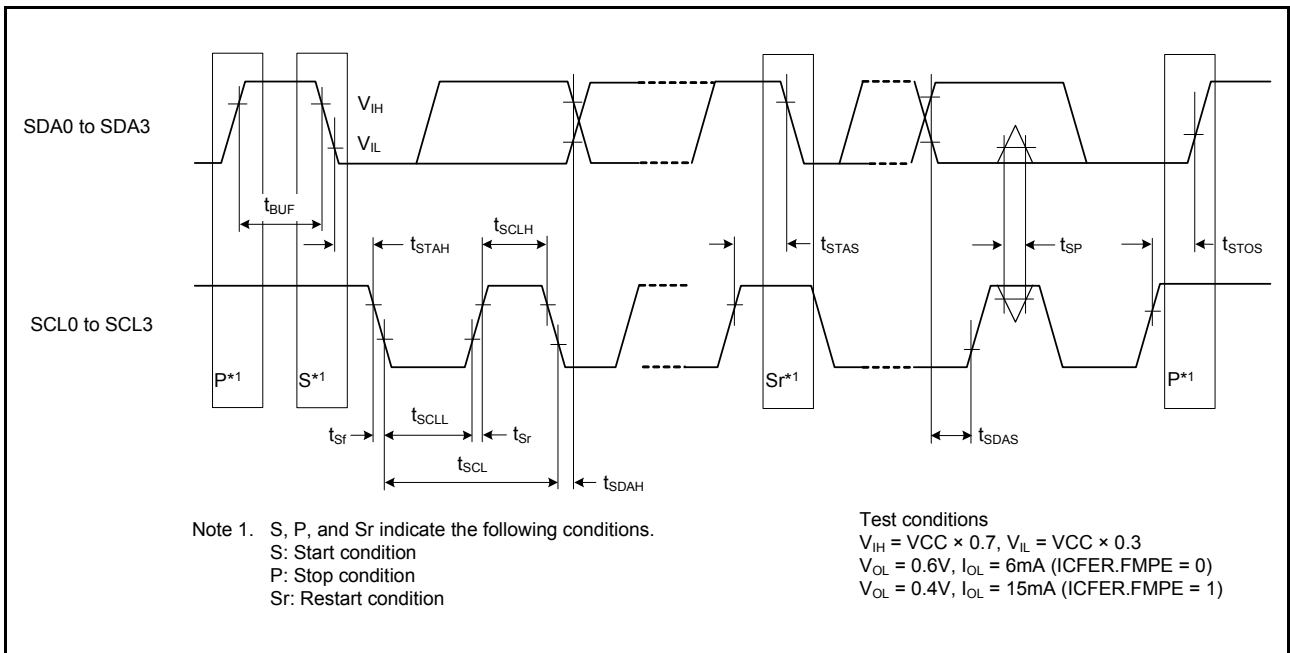 SDA0 to SDA3
VIH
VIL
tBUF
tSTAH
tSCLH
tSTAS
tSP
tSTOS
SCL0 to SCL3
P*1
S*1
Sr*1
P*1
tSf
tSCLL
tSr
tSCL
tSDAH
tSDAS
Note 1. S, P, and Sr indicate the following conditions.
S: Start condition
P: Stop condition
Sr: Restart condition
Test conditions
VIH = VCC × 0.7, VIL = VCC × 0.3
VOL = 0.6V, IOL = 6mA (ICFER.FMPE = 0)
VOL = 0.4V, IOL = 15mA (ICFER.FMPE = 1)